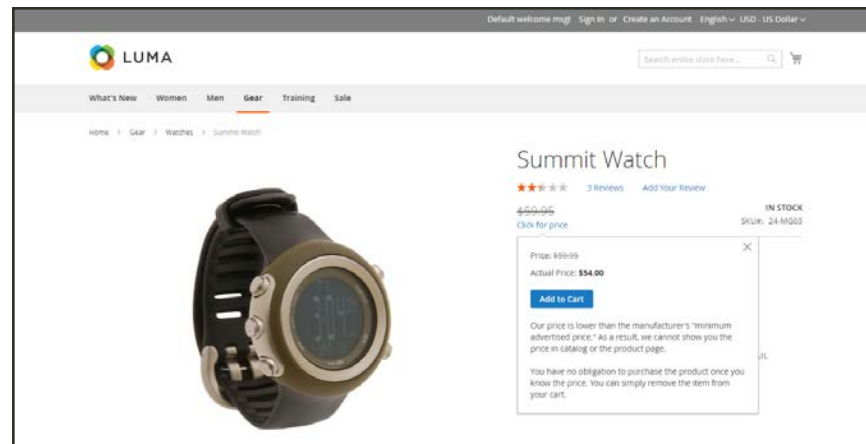 Default welcome msg! Sign In or Create an Account English USD - US Dollar
LUMA
Search entire store here...
What's New Women Men Gear Training Sale
Home > Gear > Watches > Summit Watch
Summit Watch
3 Reviews Add Your Review
$59.95 IN STOCK
Click for price SKU#: 24-MG03
Price: $59.95
Actual Price: $54.00
Add to Cart
Our price is lower than the manufacturer's "minimum
advertised price." As a result, we cannot show you the
price in catalog or the product page.
You have no obligation to purchase the product once you
know the price. You can simply remove the item from
your cart.